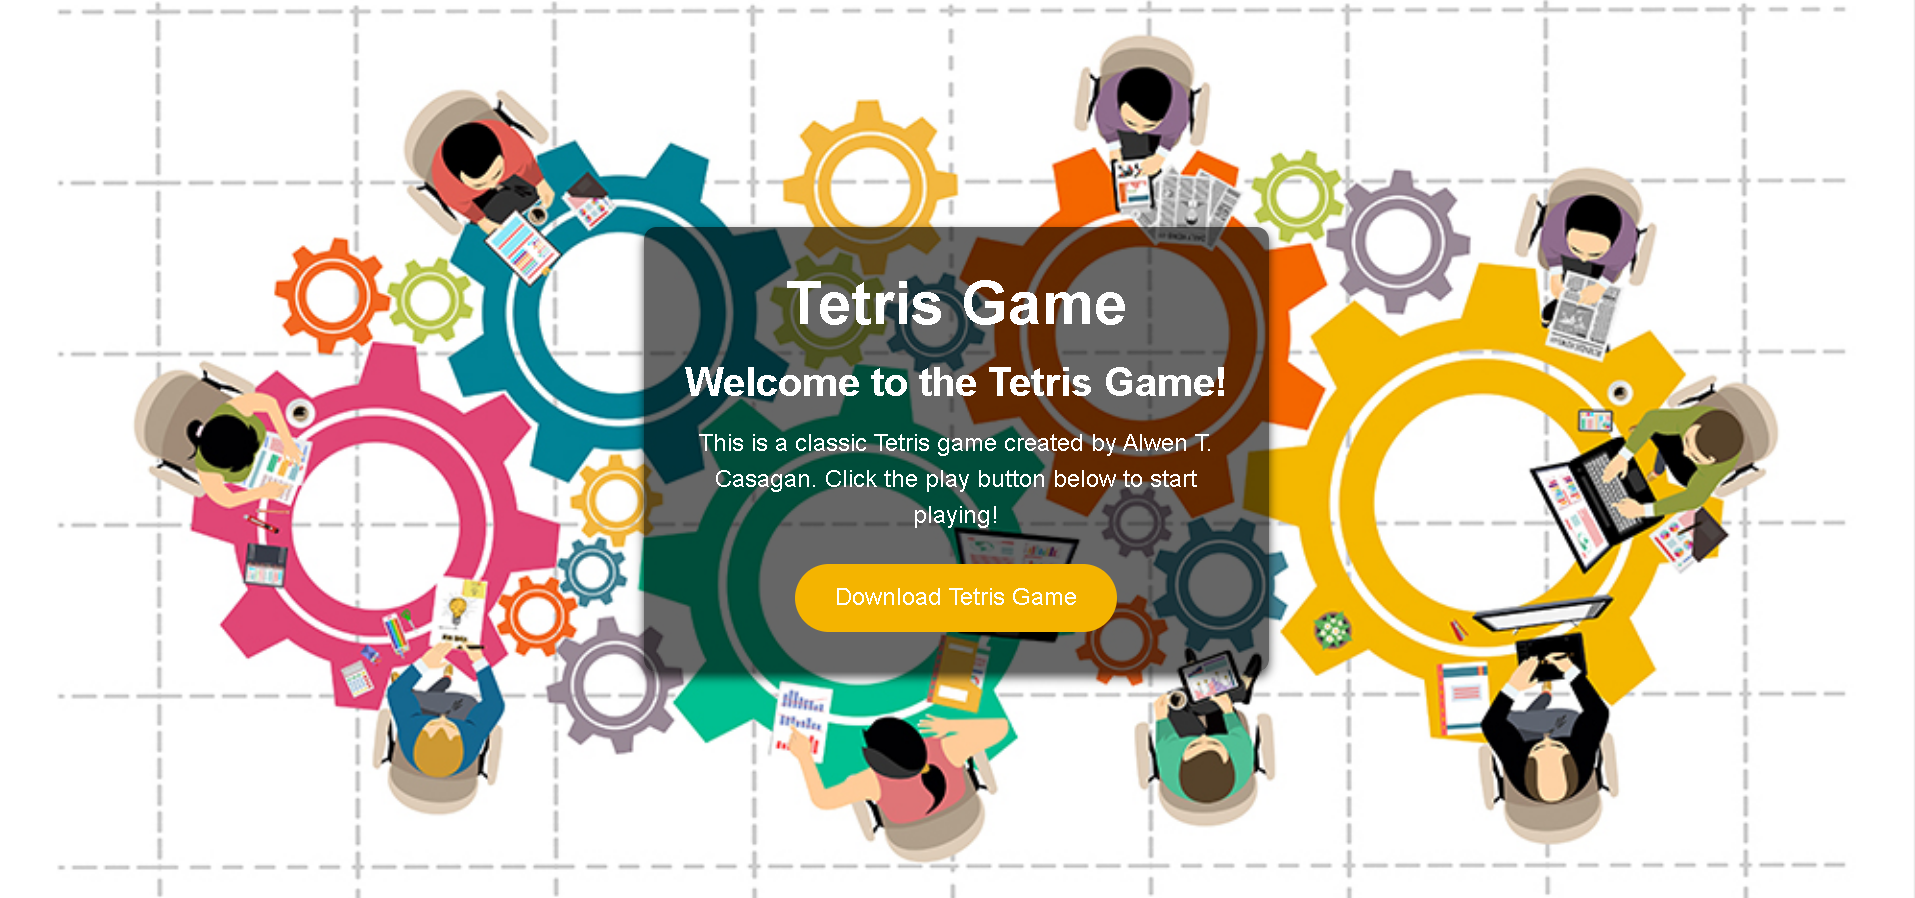 Tetris Game
Welcome to the Tetris Game!
This is a classic Tetris game created by Alwen T.
Casagan. Click the play button below to start
playing!
Download Tetris Game